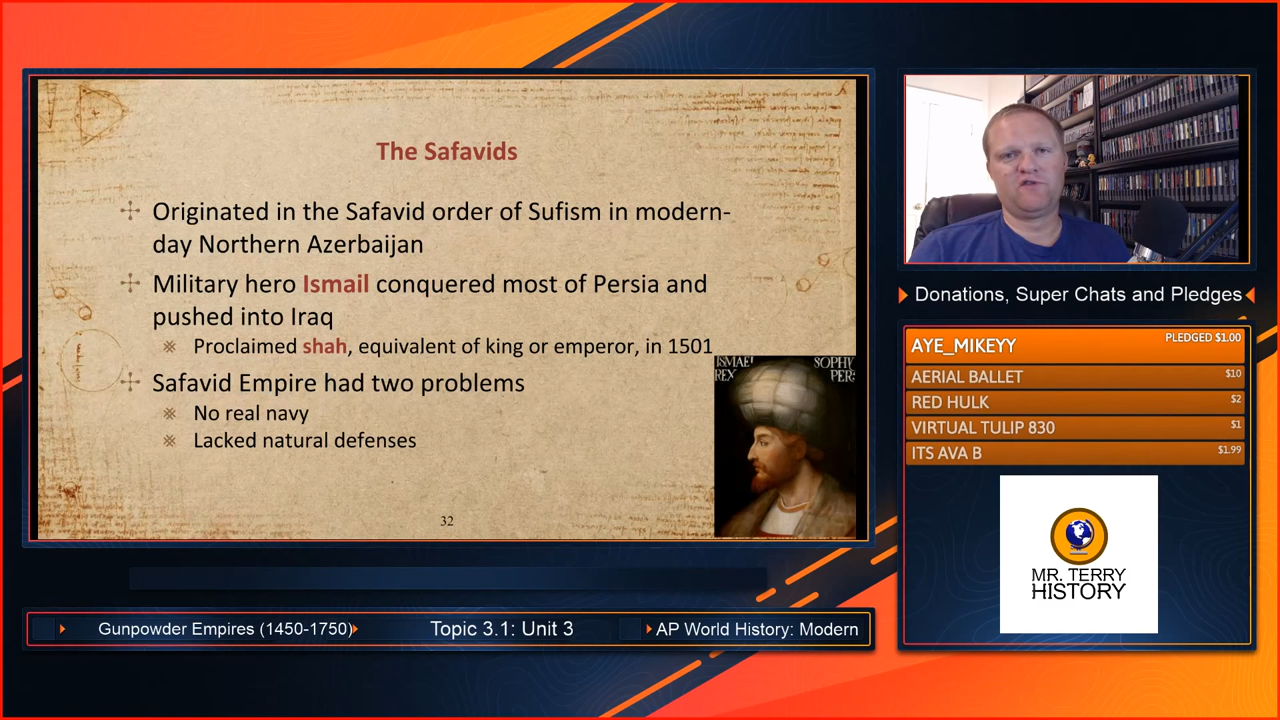 The Safavids
Originated in the Safavid order of Sufism in modern-
day Northern Azerbaijan
Military hero Ismail conquered most of Persia and
pushed into Iraq
Proclaimed shah, equivalent of king or emperor, in 1501
Safavid Empire had two problems
No real navy
Lacked natural defenses
ISMAEL SOPHY
REX PER:
32
Donations, Super Chats and Pledges
AYE_MIKEYY PLEDGED $1.00
AERIAL BALLET $10
RED HULK $2
VIRTUAL TULIP 830 $1
ITS AVA B $1.99
MR. TERRY
HISTORY
Gunpowder Empires (1450-1750) Topic 3.1: Unit 3 AP World History: Modern